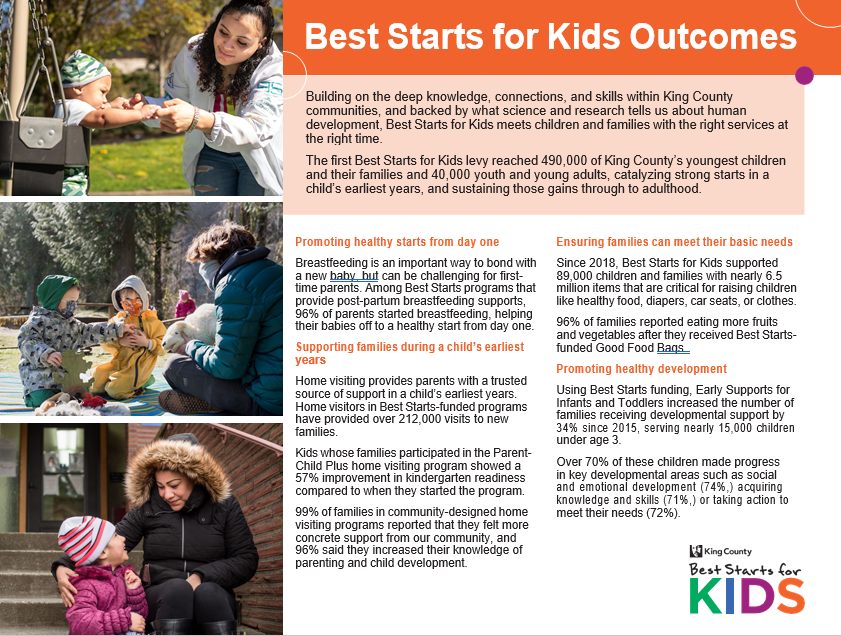 Best Starts for Kids Outcomes
Building on the deep knowledge, connections, and skills within King County
communities, and backed by what science and research tells us about human
development, Best Starts for Kids meets children and families with the right services at
the right time.
The first Best Starts for Kids levy reached 490,000 of King County's youngest children
and their families and 40,000 youth and young adults, catalyzing strong starts in a
child's earliest years, and sustaining those gains through to adulthood.
Promoting healthy starts from day one
Breastfeeding is an important way to bond with
a new baby, but can be challenging for first-
time parents. Among Best Starts programs that
provide post-partum breastfeeding supports,
96% of parents started breastfeeding, helping
their babies off to a healthy start from day one.
Supporting families during a child's earliest
years
Home visiting provides parents with a trusted
source of support in a child's earliest years.
Home visitors in Best Starts-funded programs
have provided over 212,000 visits to new
families.
Kids whose families participated in the Parent-
Child Plus home visiting program showed a
57% improvement in kindergarten readiness
compared to when they started the program.
99% of families in community-designed home
visiting programs reported that they felt more
concrete support from our community, and
96% said they increased their knowledge of
parenting and child development.
Ensuring families can meet their basic needs
Since 2018, Best Starts for Kids supported
89,000 children and families with nearly 6.5
million items that are critical for raising children
like healthy food, diapers, car seats, or clothes.
96% of families reported eating more fruits
and vegetables after they received Best Starts-
funded Good Food Bags.
Promoting healthy development
Using Best Starts funding, Early Supports for
Infants and Toddlers increased the number of
families receiving developmental support by
34% since 2015, serving nearly 15,000 children
under age 3.
Over 70% of these children made progress
in key developmental areas such as social
and emotional development (74%,) acquiring
knowledge and skills (71%,) or taking action to
meet their needs (72%).
King County
Best Starts for
KIDS